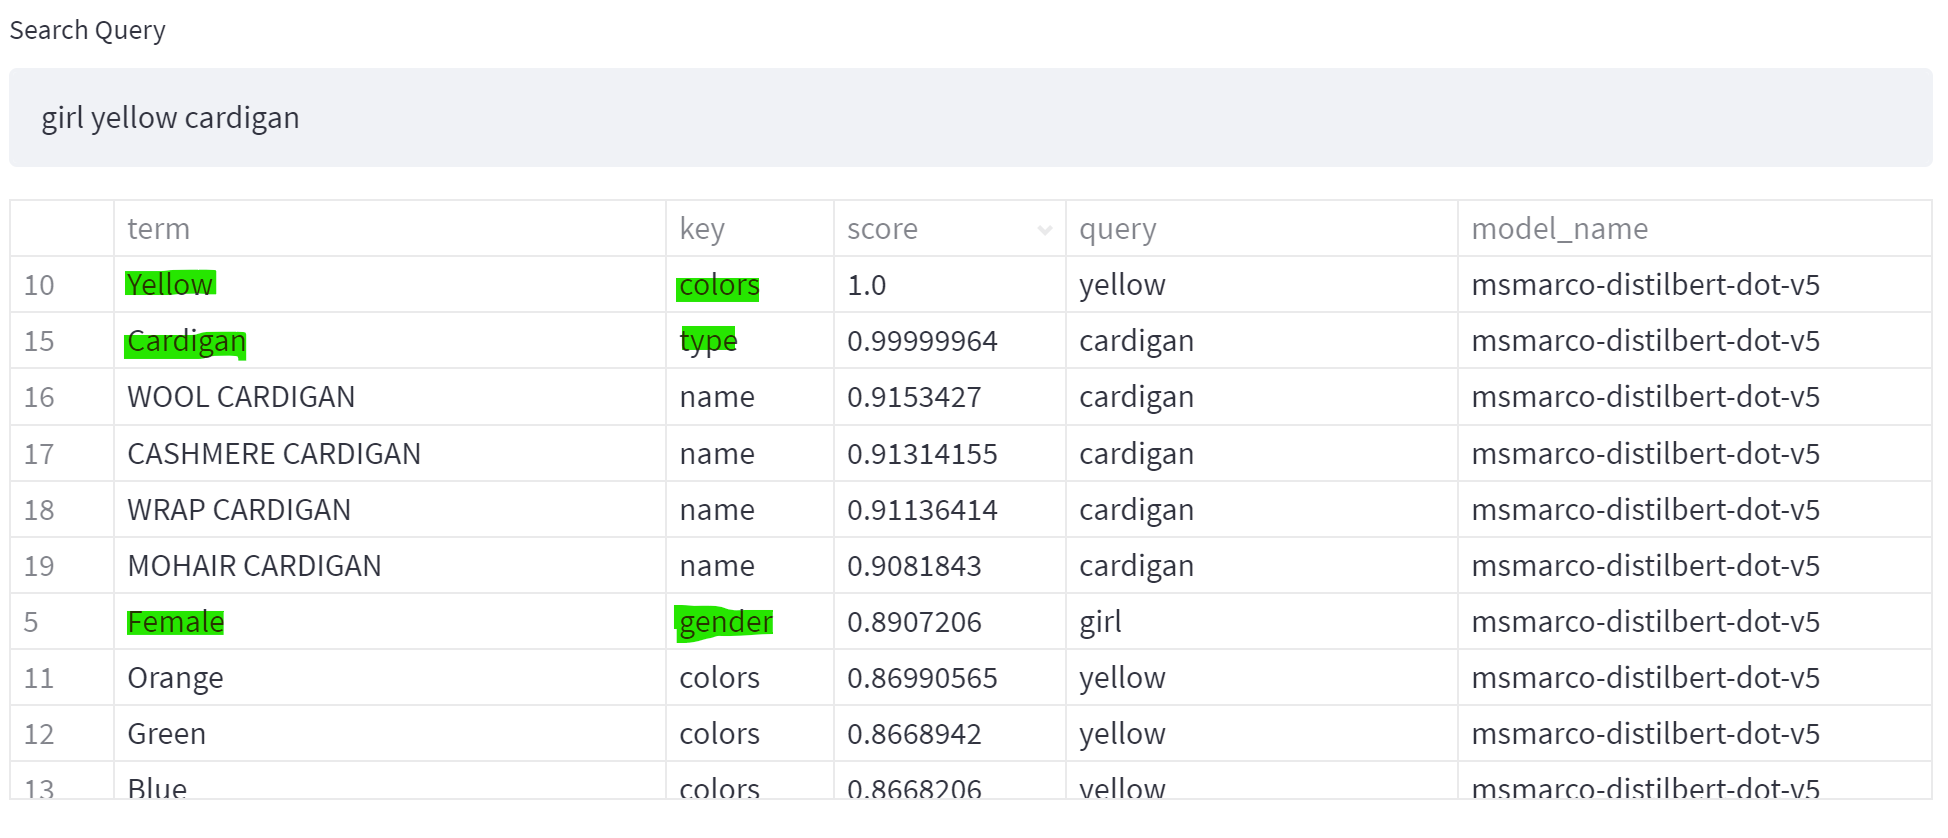 Search Query
girl yellow cardigan
term key score query model_name
10 Yellow colors 1.0 yellow msmarco-distilbert-dot-v5
15 Cardigan type 0.99999964 cardigan msmarco-distilbert-dot-v5
16 WOOL CARDIGAN name 0.9153427 cardigan msmarco-distilbert-dot-v5
17 CASHMERE CARDIGAN name 0.91314155 cardigan msmarco-distilbert-dot-v5
18 WRAP CARDIGAN name 0.91136414 cardigan msmarco-distilbert-dot-v5
19 MOHAIR CARDIGAN name 0.9081843 cardigan msmarco-distilbert-dot-v5
5 Female gender 0.8907206 girl msmarco-distilbert-dot-v5
11 Orange colors 0.86990565 yellow msmarco-distilbert-dot-v5
12 Green colors 0.8668942 yellow msmarco-distilbert-dot-v5
13 Blue colors 0.8668206 yellow msmarco-distilbert-dot-v5